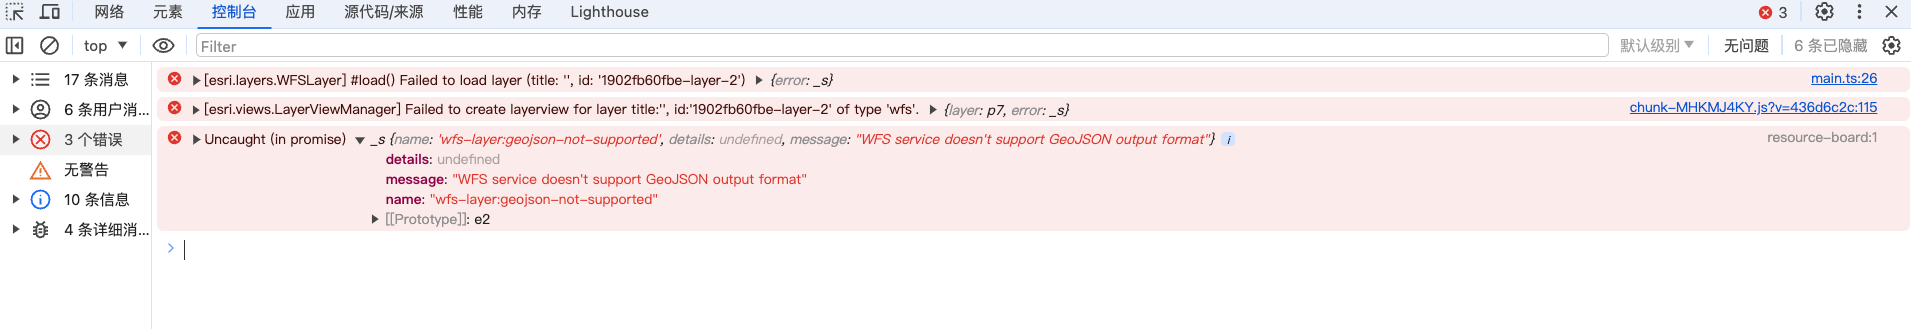 网络 元素 控制台 应用 源代码/来源 性能 内存 Lighthouse 3
top Filter 默认级别 无问题 6 条已隐藏
17 条消息
6 条用户消...
3 个错误
无警告
10 条信息
4 条详细消...
[esri.layers.WFSLayer] #load() Failed to load layer (title: '', id: '1902fb60fbe-layer-2') {error: _s} main.ts:26
[esri.views.LayerViewManager] Failed to create layerview for layer title:'', id:'1902fb60fbe-layer-2' of type 'wfs'. {layer: p7, error: _s} chunk-MHKMJ4KY.js?v=436d6c2c:115
Uncaught (in promise) _s {name: 'wfs-layer:geojson-not-supported', details: undefined, message: "WFS service doesn't support GeoJSON output format"} i resource-board:1
details: undefined
message: "WFS service doesn't support GeoJSON output format"
name: "wfs-layer:geojson-not-supported"
[[Prototype]]: e2